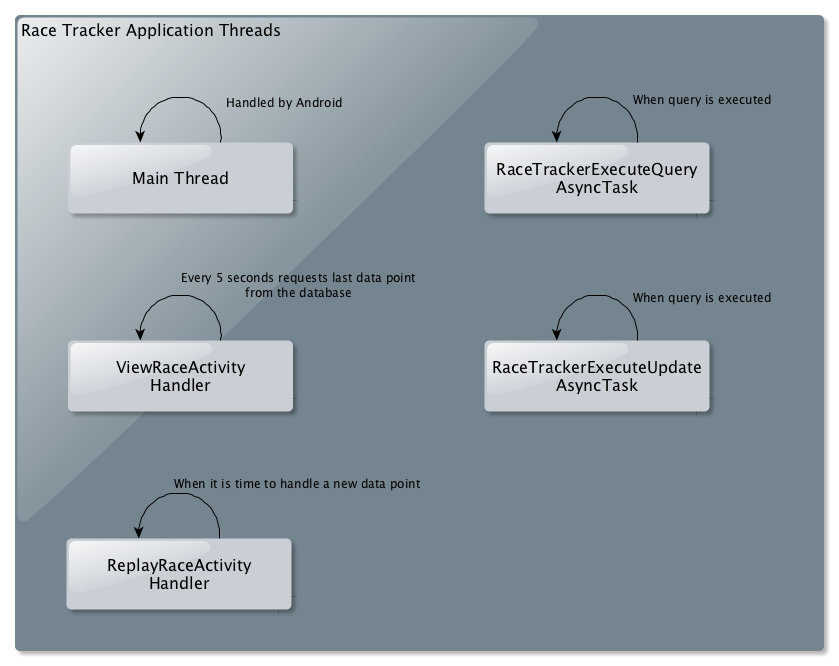 Race Tracker Application Threads
Handled by Android
Main Thread
When query is executed
RaceTrackerExecuteQuery
AsyncTask
Every 5 seconds requests last data point
from the database
ViewRaceActivity
Handler
When query is executed
RaceTrackerExecuteUpdate
AsyncTask
When it is time to handle a new data point
ReplayRaceActivity
Handler